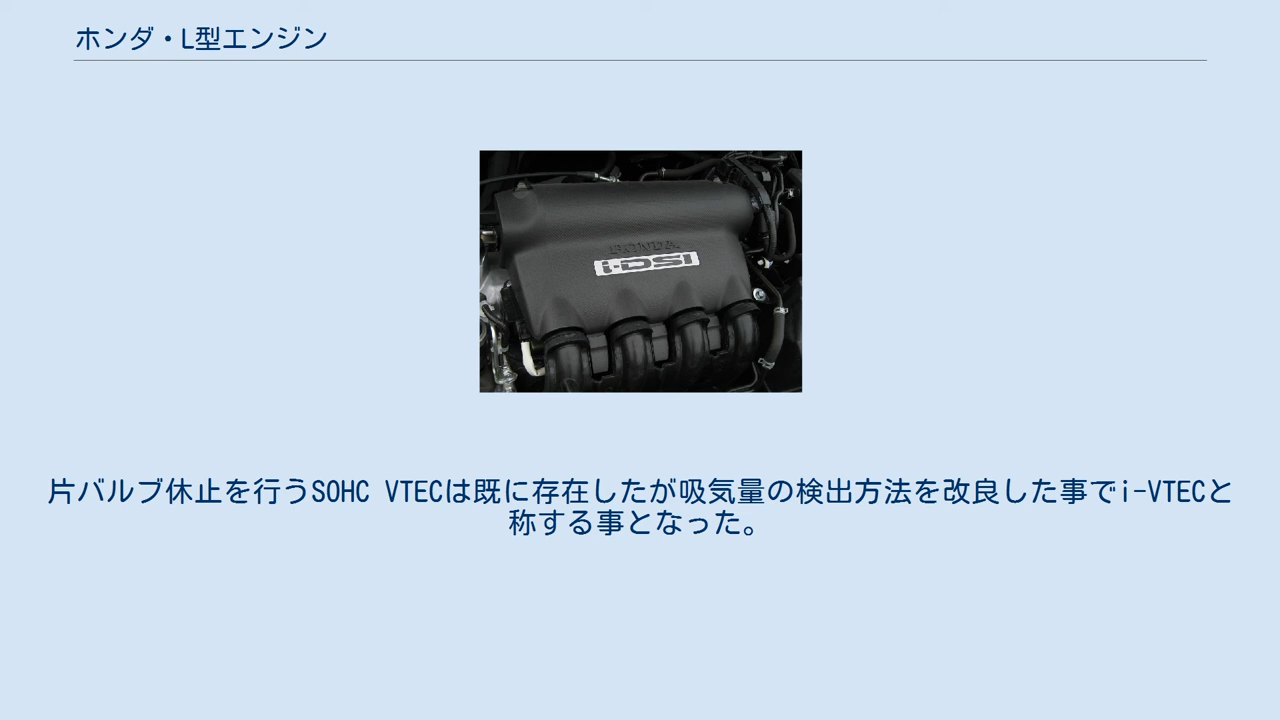 ホンダ・L型エンジン
HONDA
i-DSI
片バルブ休止を行うSOHC VTECは既に存在したが吸気量の検出方法を改良した事でi-VTECと
称する事となった。